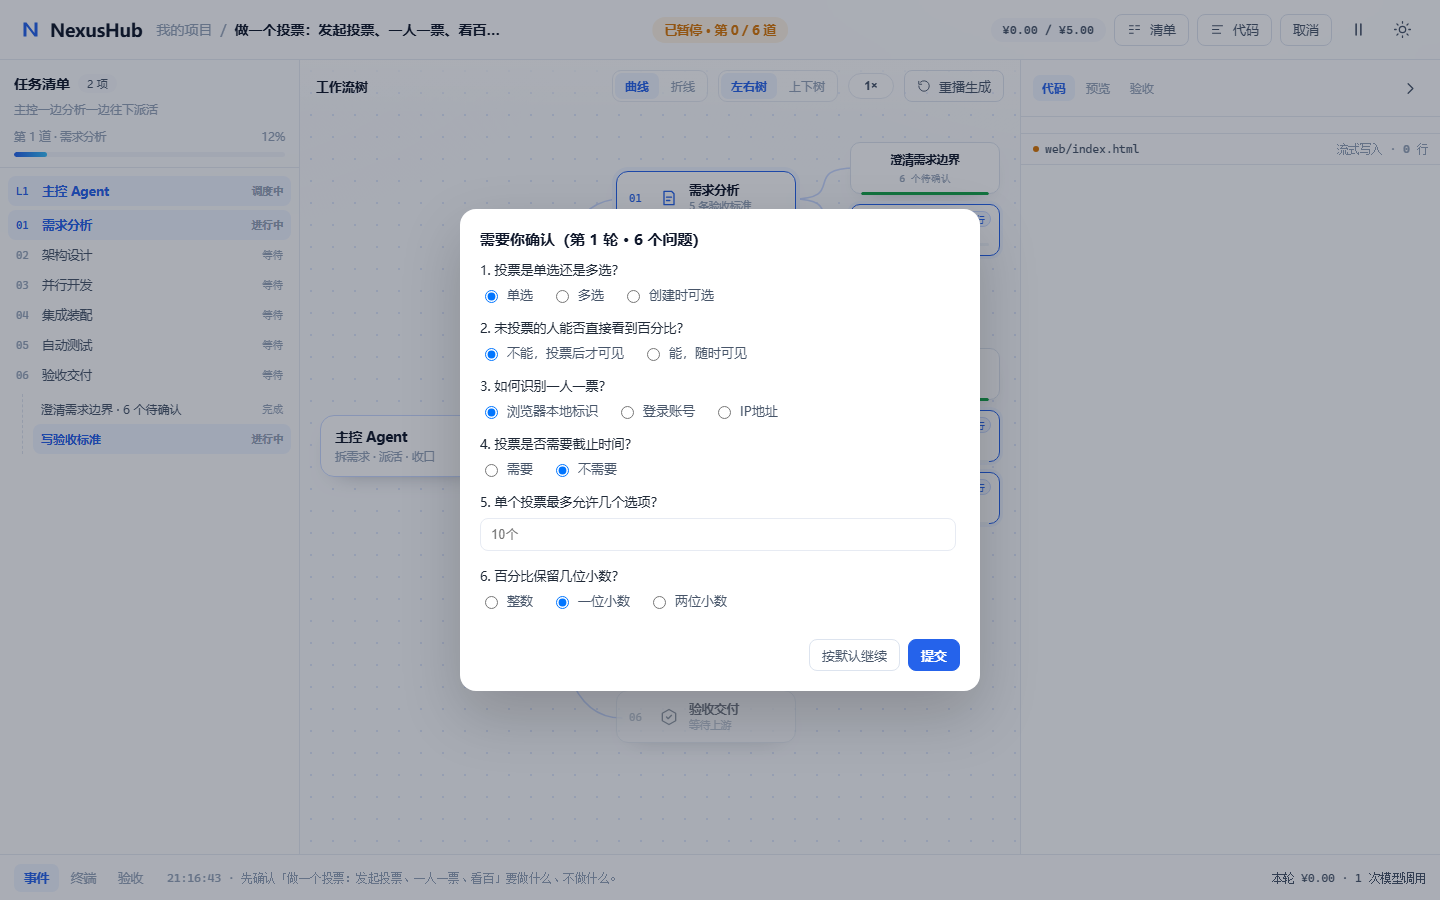 NexusHub 我的项目 / 做一个投票：发起投票、一人一票、看百...
已暂停 • 第 0 / 6 道
¥0.00 / ¥5.00 清单 代码 取消
任务清单 2 项
主控一边分析一边往下派活
第 1 道 · 需求分析 12%
L1 主控 Agent 调度中
01 需求分析 进行中
02 架构设计 等待
03 并行开发 等待
04 集成装配 等待
05 自动测试 等待
06 验收交付 等待
澄清需求边界 · 6 个待确认 完成
写验收标准 进行中
工作流树 曲线 折线 左右树 上下树 1× 重播生成
澄清需求边界
6 个待确认
01 需求分析
5 条验收标准
主控 Agent
拆需求 · 派活 · 收口
06 验收交付
等待上游
需要你确认（第 1 轮 • 6 个问题）
1. 投票是单选还是多选？
单选 多选 创建时可选
2. 未投票的人能否直接看到百分比？
不能，投票后才可见 能，随时可见
3. 如何识别一人一票？
浏览器本地标识 登录账号 IP地址
4. 投票是否需要截止时间？
需要 不需要
5. 单个投票最多允许几个选项？
10个
6. 百分比保留几位小数？
整数 一位小数 两位小数
按默认继续 提交
代码 预览 验收
web/index.html 流式写入 · 0 行
事件 终端 验收 21:16:43 · 先确认「做一个投票：发起投票、一人一票、看百」要做什么、不做什么。
本轮 ¥0.00 · 1 次模型调用